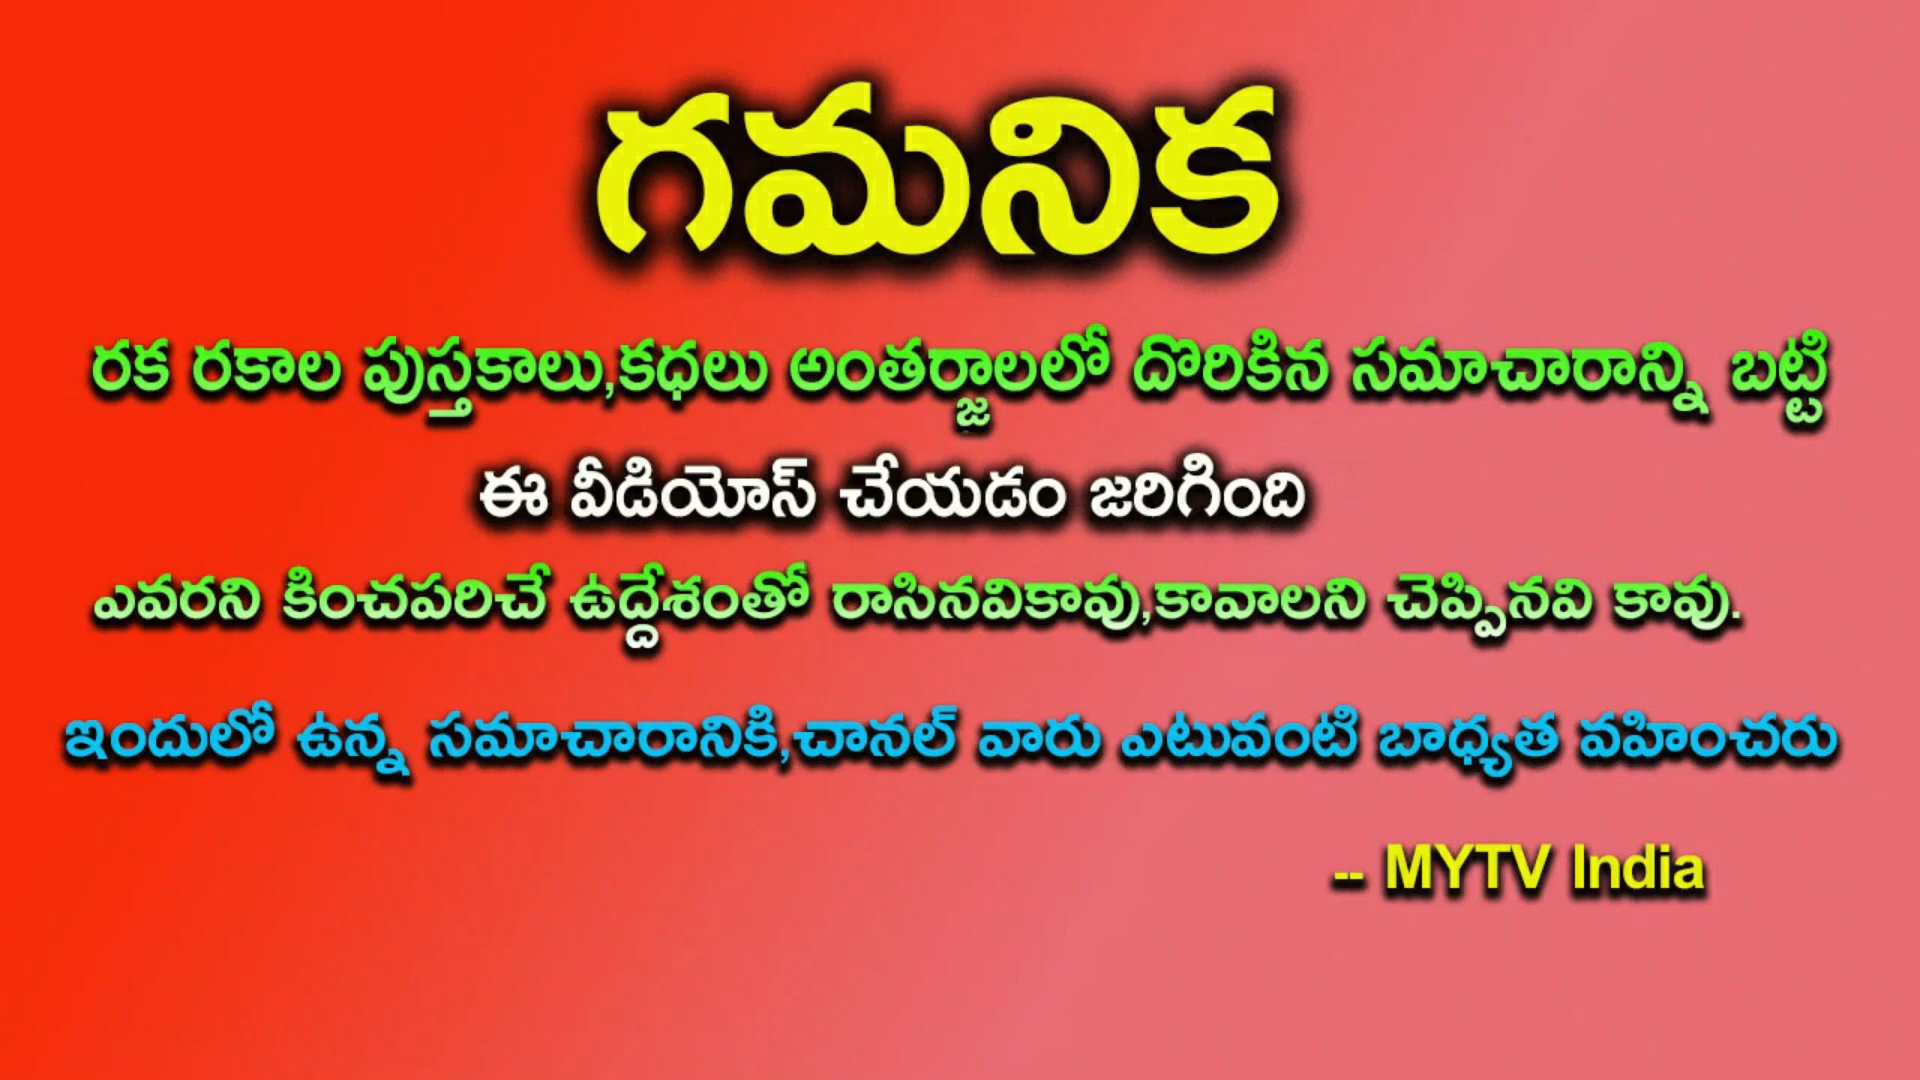 గమనిక
రక రకాల పుస్తకాలు,కధలు అంతర్జాలలో దొరికిన సమాచారాన్ని బట్టి
ఈ వీడియోస్ చేయడం జరిగింది
ఎవరని కించపరిచే ఉద్దేశంతో రాసినవికావు,కావాలని చెప్పినవి కావు.
ఇందులో ఉన్న సమాచారానికి,చానల్ వారు ఎటువంటి బాధ్యత వహించరు
-- MYTV India